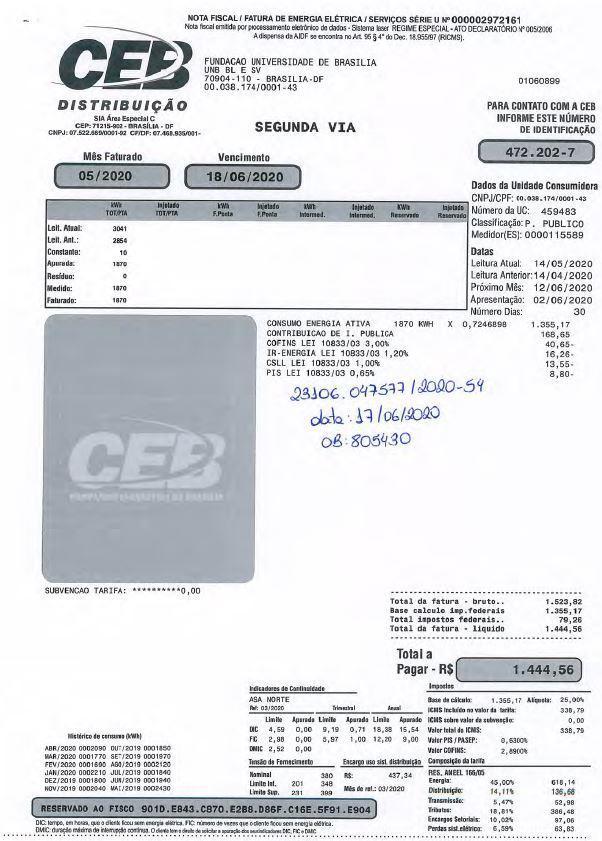 NOTA FISCAL / FATURA DE ENERGIA ELÉTRICA / SERVIÇOS SÉRIE U Nº 000002972161
Nota fiscal emitida por processamento eletrônico de dados - Sistema laser REGIME ESPECIAL - ATO DECLARATÓRIO Nº 005/2006
A dispensa da AIDF se encontra no Art. 95 § 4º do Dec. 18.955/97 (RICMS).
CEB
DISTRIBUIÇÃO
SIA Área Especial C
CEP: 71215-902 - BRASÍLIA - DF
CNPJ: 07.522.669/0001-92 CF/DF: 07.468.935/001-
FUNDACAO UNIVERSIDADE DE BRASILIA
UNB BL E SV
70904-110 - BRASILIA-DF
00.038.174/0001-43
01060899
SEGUNDA VIA
PARA CONTATO COM A CEB
INFORME ESTE NÚMERO
DE IDENTIFICAÇÃO
472.202-7
Mês Faturado Vencimento
05/2020 18/06/2020
kWh TOT/PTA Injetado TOT/PTA kWh F.Ponta Injetado F.Ponta kWh Intermed. Injetado Intermed. KWh Reservado Injetado Reservado
Leit. Atual: 3041
Leit. Ant.: 2854
Constante: 10
Apurada: 1870
Resíduo: 0
Medido: 1870
Faturado: 1870
Dados da Unidade Consumidora
CNPJ/CPF: 00.038.174/0001-43
Número da UC: 459483
Classificação: P. PUBLICO
Medidor(ES): 0000115589
Datas
Leitura Atual: 14/05/2020
Leitura Anterior: 14/04/2020
Próximo Mês: 12/06/2020
Apresentação: 02/06/2020
Número Dias: 30
CONSUMO ENERGIA ATIVA 1870 KWH X 0,7246898 1.355,17
CONTRIBUICAO DE I. PUBLICA 168,65
COFINS LEI 10833/03 3,00% 40,65-
IR-ENERGIA LEI 10833/03 1,20% 16,26-
CSLL LEI 10833/03 1,00% 13,55-
PIS LEI 10833/03 0,65% 8,80-
23106.047577/2020-54
data: 17/06/2020
OB: 805430
CEB
COMPANHIA ENERGÉTICA DE BRASÍLIA
SUBVENCAO TARIFA: **********0,00
Total da fatura - bruto.. 1.523,82
Base calculo imp.federais 1.355,17
Total impostos federais.. 79,26
Total da fatura - líquido 1.444,56
Total a
Pagar - R$ 1.444,56
Indicadores de Continuidade
ASA NORTE
Ref: 03/2020 Trimestral Anual
Limite Apurado Limite Apurado Limite Apurado
DIC 4,59 0,00 9,19 0,71 18,38 15,54
FIC 2,98 0,00 5,97 1,00 12,20 9,00
DMIC 2,52 0,00
Tensão de Fornecimento
Nominal 380
Limite Inf. 201 348
Limite Sup. 231 399
Encargo uso sist. distribuição
R$: 437,34
Mês de ref.: 03/2020
Impostos
Base de cálculo: 1.355,17 Alíquota: 25,00%
ICMS incluído no valor da tarifa: 338,79
ICMS sobre valor da subvenção: 0,00
Valor total do ICMS: 338,79
Valor PIS / PASEP: 0,6300%
Valor COFINS: 2,8900%
Composição da tarifa
RES. ANEEL 166/05
Energia: 45,00% 618,14
Distribuição: 14,11% 136,68
Transmissão: 5,47% 52,98
Tributos: 18,81% 386,48
Encargos Setoriais: 10,02% 97,06
Perdas sist.elétrico: 6,59% 63,83
Histórico de consumo (kWh)
ABR/2020 0002090 OUT/2019 0001850
MAR/2020 0001770 SET/2019 0001970
FEV/2020 0001690 AGO/2019 0002120
JAN/2020 0002210 JUL/2019 0001840
DEZ/2019 0001800 JUN/2019 0001940
NOV/2019 0002040 MAI/2019 0002430
RESERVADO AO FISCO 901D.E843.CB70.E2B8.D86F.C16E.5F91.E904
DIC: tempo, em horas, que o cliente ficou sem energia elétrica. FIC: número de vezes que o cliente ficou sem energia elétrica.
DMIC: duração máxima de interrupção contínua. O cliente tem o direito de solicitar a apuração dos seus indicadores DIC, FIC e DMIC